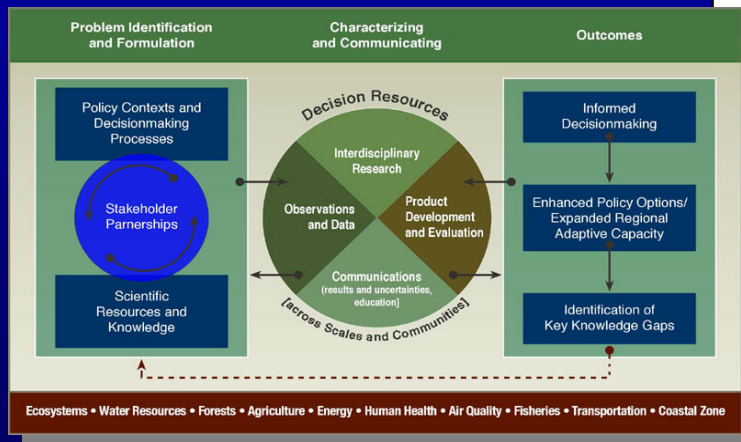 Problem Identification
and Formulation
Characterizing
and Communicating
Outcomes
Policy Contexts and
Decisionmaking
Processes
Stakeholder
Parnerships
Scientific
Resources and
Knowledge
Decision Resources
Interdisciplinary
Research
Observations
and Data
Product
Development
and Evaluation
Communications
(results and uncertainties,
education]
[across Scales and Communities]
Informed
Decisionmaking
Enhanced Policy Options/
Expanded Regional
Adaptive Capacity
Identification of
Key Knowledge Gaps
Ecosystems • Water Resources • Forests • Agriculture • Energy • Human Health • Air Quality • Fisheries • Transportation • Coastal Zone